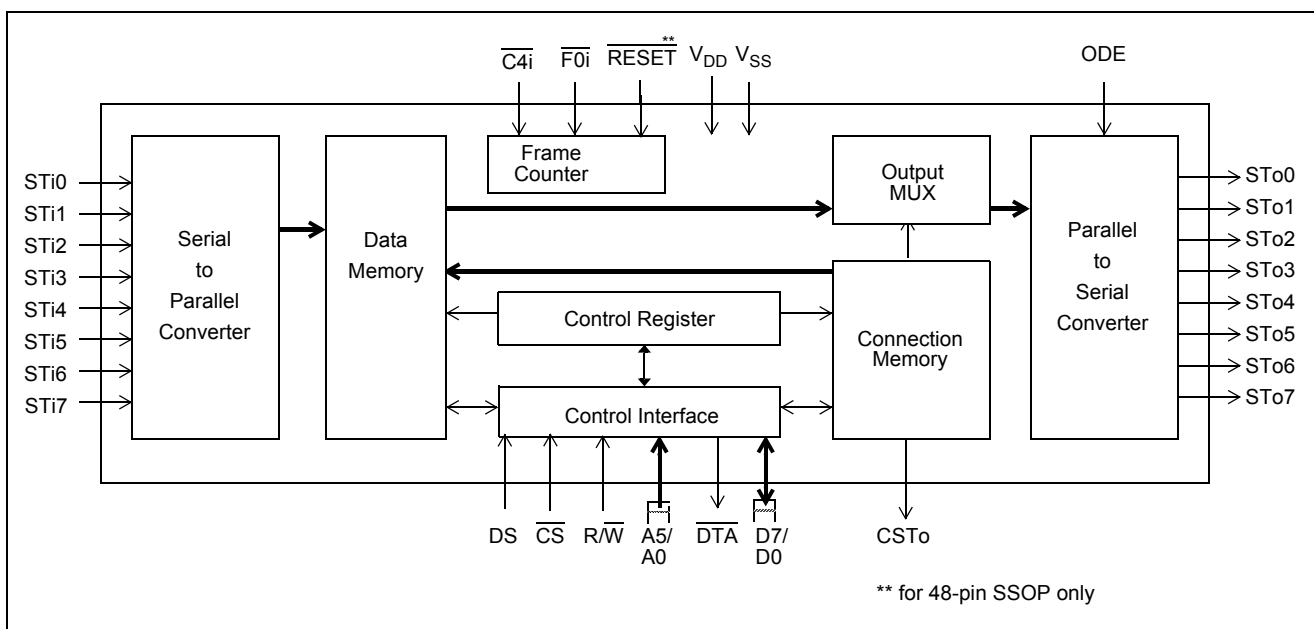 **
C4i F0i RESET VDD VSS ODE
STi0
STi1
STi2
STi3
STi4
STi5
STi6
STi7
Serial
to
Parallel
Converter
Data
Memory
Frame
Counter
Control Register
Control Interface
Output
MUX
Connection
Memory
Parallel
to
Serial
Converter
STo0
STo1
STo2
STo3
STo4
STo5
STo6
STo7
DS CS R/W A5/ DTA D7/ CSTo
A0 D0
** for 48-pin SSOP only